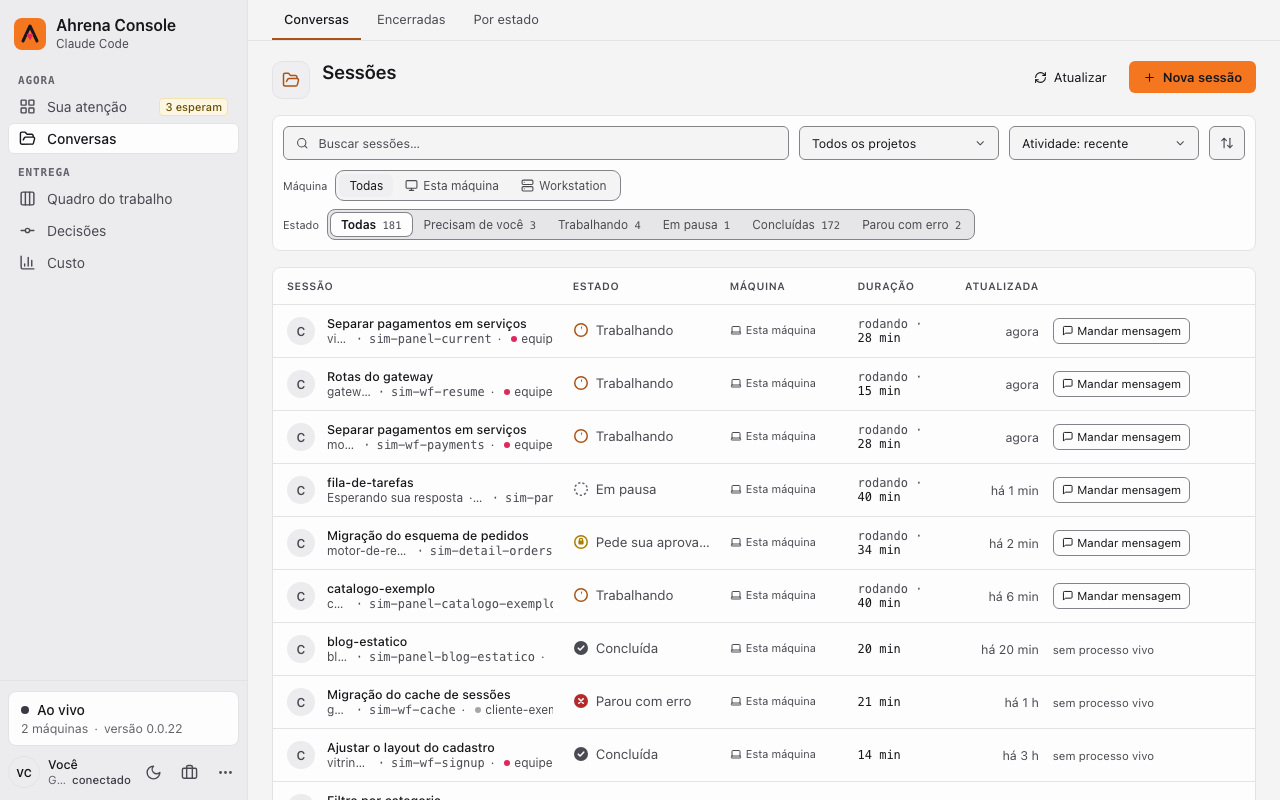 Ahrena Console
Claude Code
AGORA
Sua atenção 3 esperam
Conversas
ENTREGA
Quadro do trabalho
Decisões
Custo
Ao vivo
2 máquinas · versão 0.0.22
VC Você
G... conectado
Conversas Encerradas Por estado
Sessões
Atualizar
Nova sessão
Buscar sessões...
Todos os projetos
Atividade: recente
Máquina Todas Esta máquina Workstation
Estado Todas 181 Precisam de você 3 Trabalhando 4 Em pausa 1 Concluídas 172 Parou com erro 2
SESSÃO ESTADO MÁQUINA DURAÇÃO ATUALIZADA
C Separar pagamentos em serviços
vi... · sim-panel-current · equip
Trabalhando Esta máquina
rodando ·
28 min
agora Mandar mensagem
C Rotas do gateway
gatew... · sim-wf-resume · equipe
Trabalhando Esta máquina
rodando ·
15 min
agora Mandar mensagem
C Separar pagamentos em serviços
mo... · sim-wf-payments · equipe
Trabalhando Esta máquina
rodando ·
28 min
agora Mandar mensagem
C fila-de-tarefas
Esperando sua resposta ·... · sim-par
Em pausa Esta máquina
rodando ·
40 min
há 1 min Mandar mensagem
C Migração do esquema de pedidos
motor-de-re... · sim-detail-orders
Pede sua aprova... Esta máquina
rodando ·
34 min
há 2 min Mandar mensagem
C catalogo-exemplo
c... · sim-panel-catalogo-exemplo
Trabalhando Esta máquina
rodando ·
40 min
há 6 min Mandar mensagem
C blog-estatico
bl... · sim-panel-blog-estatico ·
Concluída Esta máquina
20 min
há 20 min sem processo vivo
C Migração do cache de sessões
g... · sim-wf-cache · cliente-exen
Parou com erro Esta máquina
21 min
há 1 h sem processo vivo
C Ajustar o layout do cadastro
vitrin... · sim-wf-signup · equipe
Concluída Esta máquina
14 min
há 3 h sem processo vivo